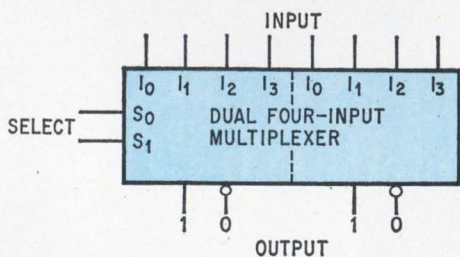 INPUT
I0 I1 I2 I3 I0 I1 I2 I3
SELECT
S0 DUAL FOUR-INPUT
S1 MULTIPLEXER
1 0 1 0
OUTPUT